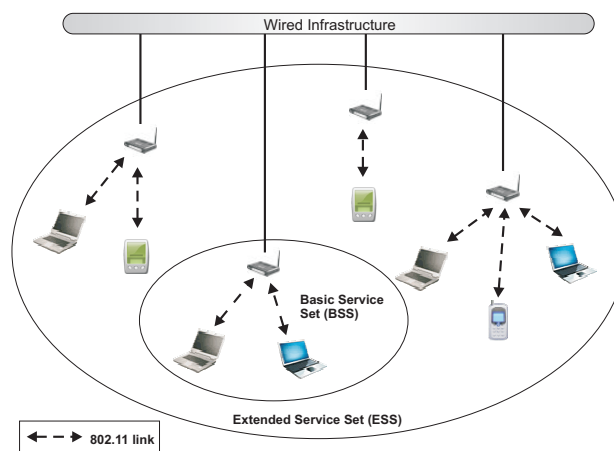 Wired Infrastructure
Basic Service
Set (BSS)
Extended Service Set (ESS)
802.11 link